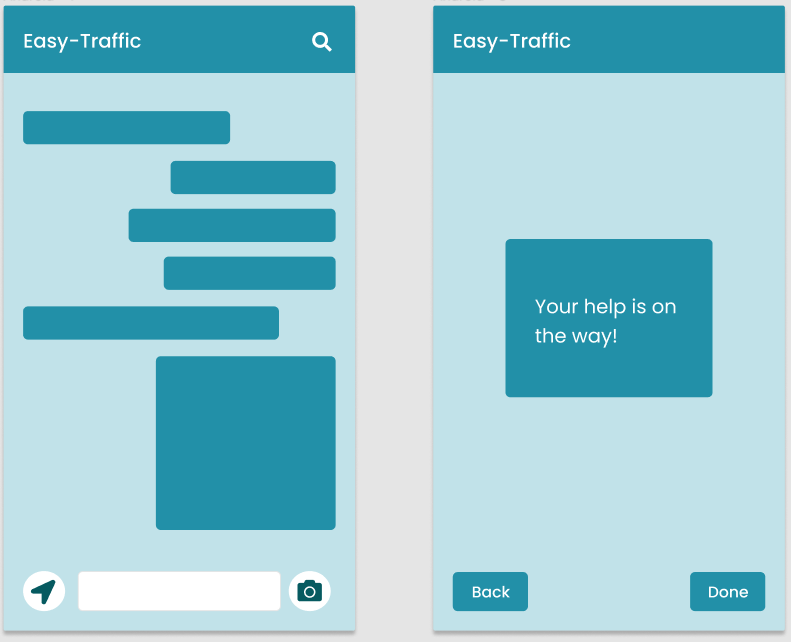 Easy-Traffic
Easy-Traffic
Your help is on
the way!
Back
Done